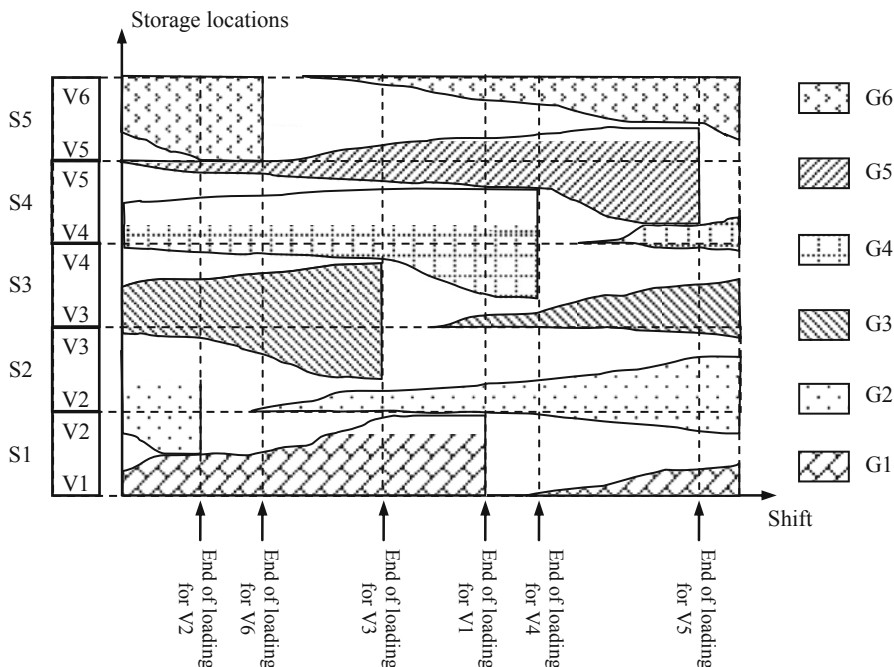 Storage locations
S5
V6
V5
S4
V5
V4
S3
V4
V3
S2
V3
V2
S1
V2
V1
G6
G5
G4
G3
G2
G1
Shift
End of loading
for V2
End of loading
for V6
End of loading
for V3
End of loading
for V1
End of loading
for V4
End of loading
for V5